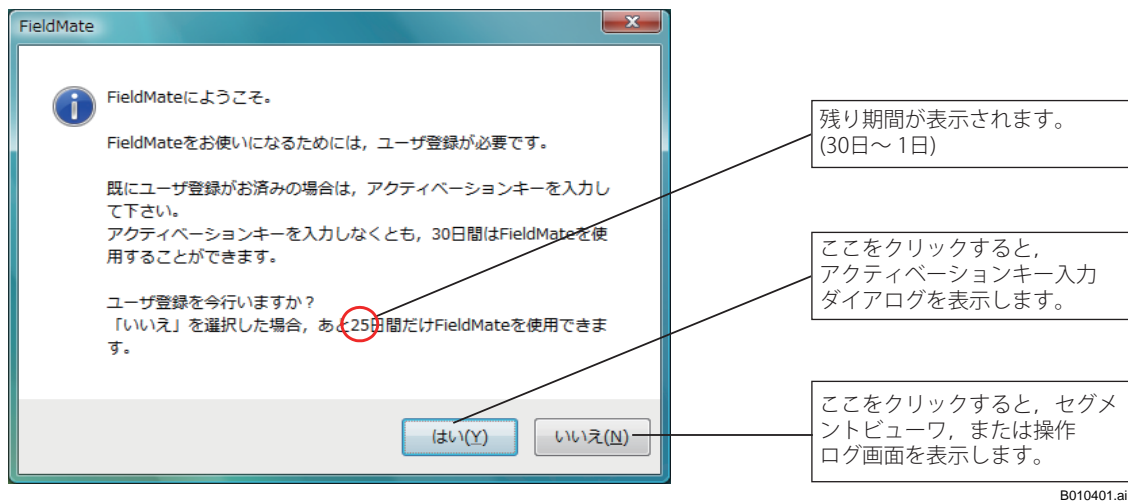 FieldMate
FieldMateにようこそ。
FieldMateをお使いになるためには，ユーザ登録が必要です。
既にユーザ登録がお済みの場合は，アクティベーションキーを入力し
て下さい。
アクティベーションキーを入力しなくとも，30日間はFieldMateを使
用することができます。
ユーザ登録を今行いますか？
「いいえ」を選択した場合，あと25日間だけFieldMateを使用できま
す。
はい(Y)
いいえ(N)
残り期間が表示されます。
(30日～ 1日)
ここをクリックすると，
アクティベーションキー入力
ダイアログを表示します。
ここをクリックすると，セグメ
ントビューワ，または操作
ログ画面を表示します。
B010401.ai